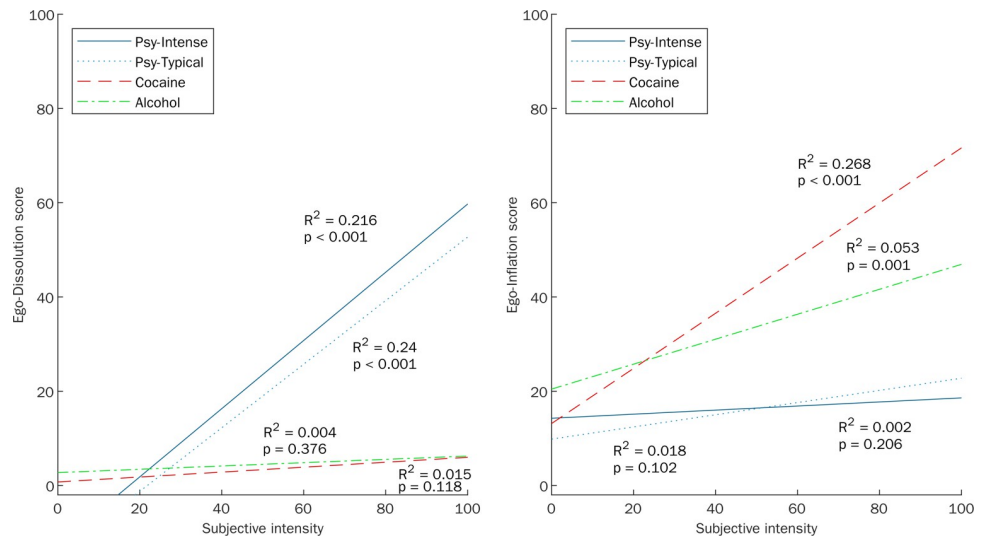 100
80
60
40
20
0
Ego-Dissolution score
Psy-Intense
Psy-Typical
Cocaine
Alcohol
R² = 0.216
p < 0.001
R² = 0.24
p < 0.001
R² = 0.004
p = 0.376
R² = 0.015
p = 0.118
0 20 40 60 80 100
Subjective intensity
100
80
60
40
20
0
Ego-Inflation score
Psy-Intense
Psy-Typical
Cocaine
Alcohol
R² = 0.268
p < 0.001
R² = 0.053
p = 0.001
R² = 0.002
p = 0.206
R² = 0.018
p = 0.102
0 20 40 60 80 100
Subjective intensity